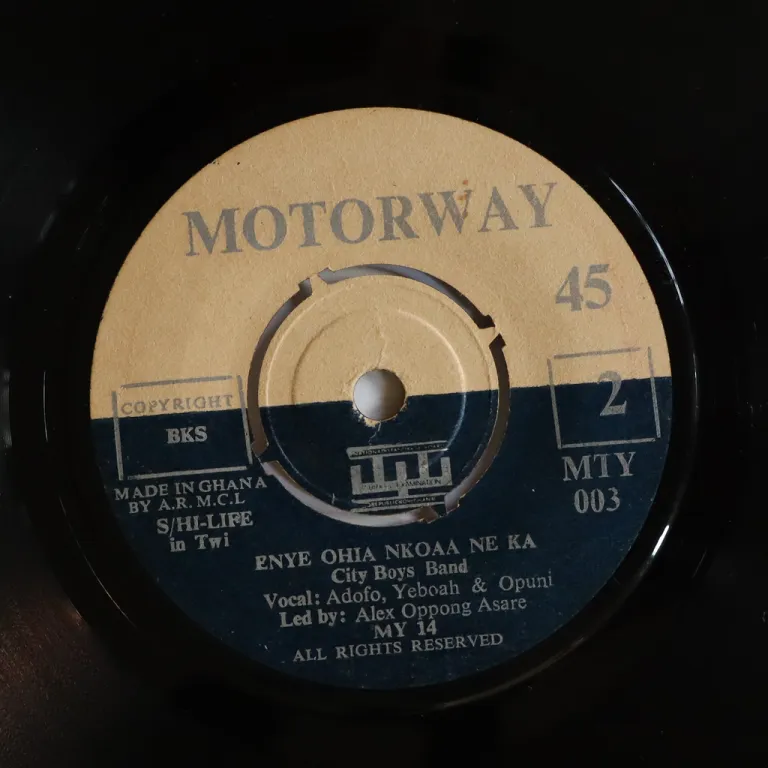 MOTORWAY
45
COPYRIGHT
BKS
2
MADE IN GHANA
BY A.R.M.C.L
MTY
003
S/HI-LIFE
in Twi
ENYE OHIA NKOAA NE KA
City Boys Band
Vocal: Adofo, Yeboah & Opuni
Led by: Alex Oppong Asare
MY 14
ALL RIGHTS RESERVED